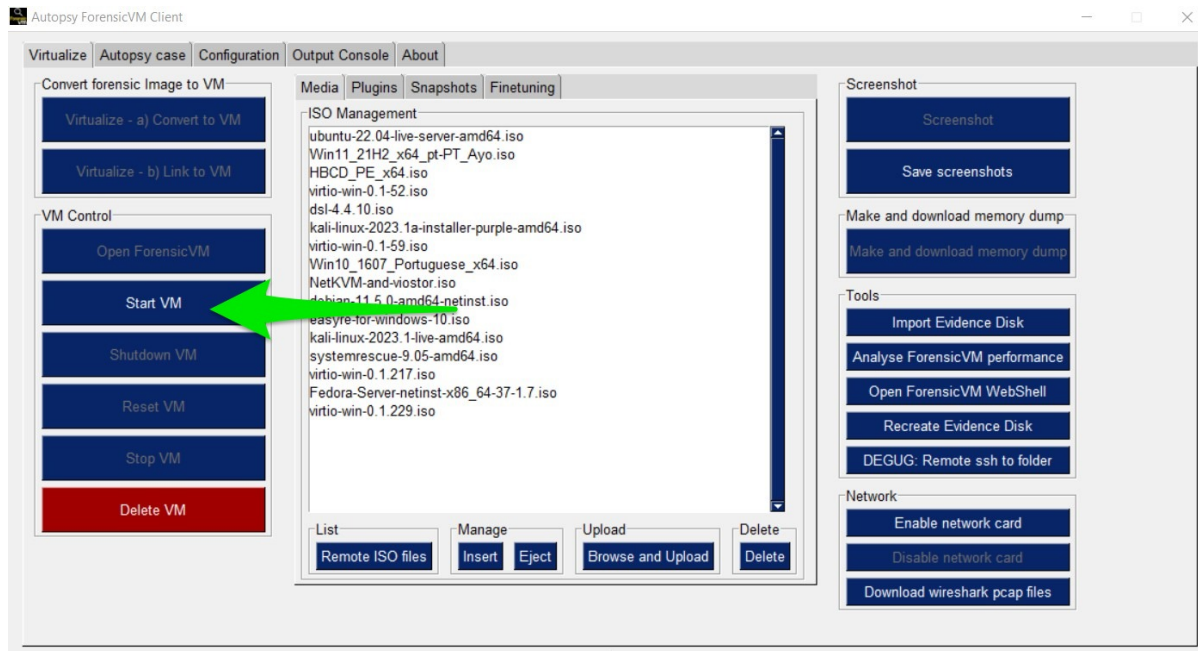 Autopsy ForensicVM Client
Virtualize
Autopsy case
Configuration
Output Console
About
Convert forensic Image to VM
Virtualize - a) Convert to VM
Virtualize - b) Link to VM
VM Control
Open ForensicVM
Start VM
Shutdown VM
Reset VM
Stop VM
Delete VM
Media
Plugins
Snapshots
Finetuning
ISO Management
ubuntu-22.04-live-server-amd64.iso
Win11_21H2_x64_pt-PT_Ayo.iso
HBCD_PE_x64.iso
virtio-win-0.1-52.iso
dsl-4.4.10.iso
kali-linux-2023.1a-installer-purple-amd64.iso
virtio-win-0.1-59.iso
Win10_1607_Portuguese_x64.iso
NetKVM-and-viostor.iso
debian-11.5.0-amd64-netinst.iso
easyre-for-windows-10.iso
kali-linux-2023.1-live-amd64.iso
systemrescue-9.05-amd64.iso
virtio-win-0.1.217.iso
Fedora-Server-netinst-x86_64-37-1.7.iso
virtio-win-0.1.229.iso
List
Remote ISO files
Manage
Insert
Eject
Upload
Browse and Upload
Delete
Delete
Screenshot
Screenshot
Save screenshots
Make and download memory dump
Make and download memory dump
Tools
Import Evidence Disk
Analyse ForensicVM performance
Open ForensicVM WebShell
Recreate Evidence Disk
DEGUG: Remote ssh to folder
Network
Enable network card
Disable network card
Download wireshark pcap files